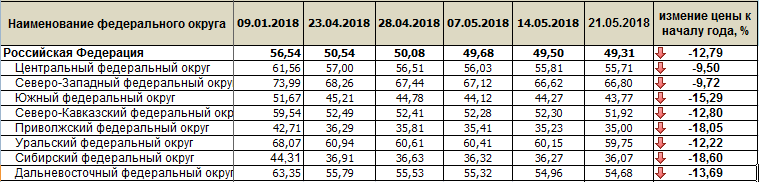 Наименование федерального округа 09.01.2018 23.04.2018 28.04.2018 07.05.2018 14.05.2018 21.05.2018 измение цены к
началу года, %
Российская Федерация 56,54 50,54 50,08 49,68 49,50 49,31 -12,79
Центральный федеральный округ 61,56 57,00 56,51 56,03 55,81 55,71 -9,50
Северо-Западный федеральный округ 73,99 68,26 67,44 67,12 66,62 66,80 -9,72
Южный федеральный округ 51,67 45,21 44,78 44,12 44,27 43,77 -15,29
Северо-Кавказский федеральный окр 59,54 52,49 52,41 52,28 52,30 51,92 -12,80
Приволжский федеральный округ 42,71 36,29 35,81 35,41 35,23 35,00 -18,05
Уральский федеральный округ 68,07 60,94 60,61 60,41 60,15 59,75 -12,22
Сибирский федеральный округ 44,31 36,91 36,63 36,32 36,27 36,07 -18,60
Дальневосточный федеральный округ 63,35 55,79 55,53 55,32 54,96 54,68 -13,69